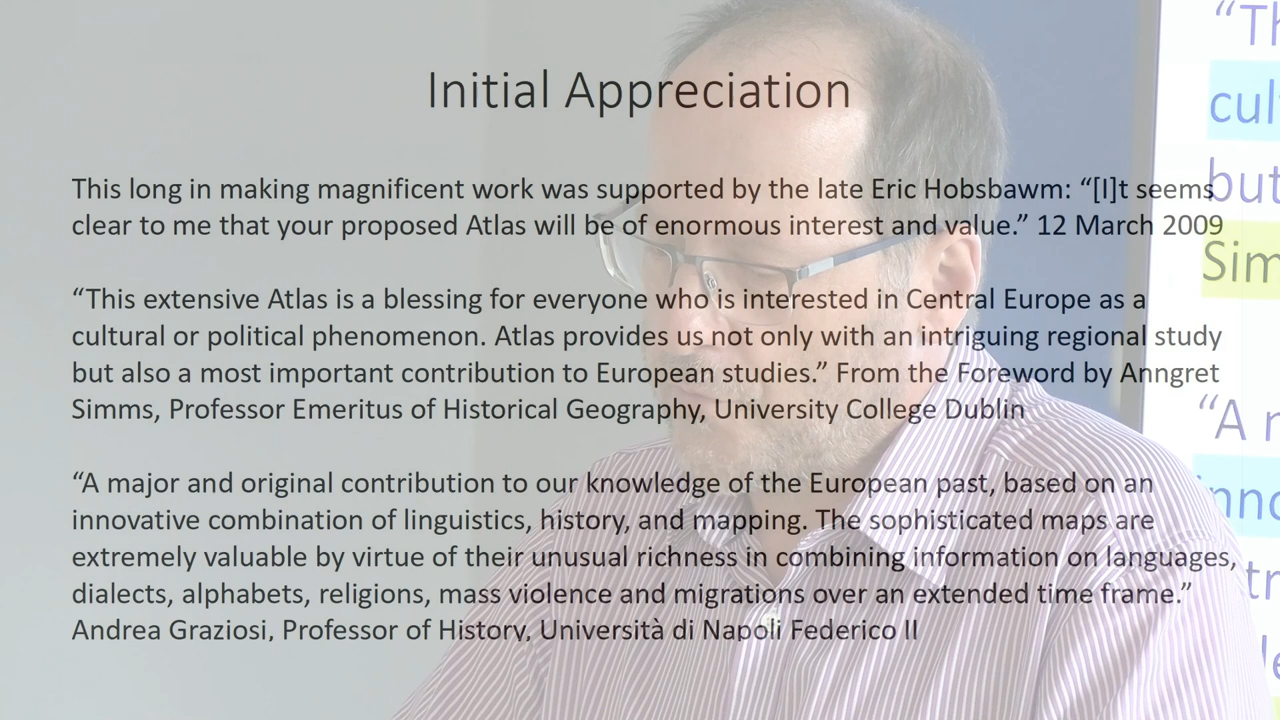 Initial Appreciation
This long in making magnificent work was supported by the late Eric Hobsbawm: “[I]t seems
clear to me that your proposed Atlas will be of enormous interest and value.” 12 March 2009
“This extensive Atlas is a blessing for everyone who is interested in Central Europe as a
cultural or political phenomenon. Atlas provides us not only with an intriguing regional study
but also a most important contribution to European studies.” From the Foreword by Anngret
Simms, Professor Emeritus of Historical Geography, University College Dublin
“A major and original contribution to our knowledge of the European past, based on an
innovative combination of linguistics, history, and mapping. The sophisticated maps are
extremely valuable by virtue of their unusual richness in combining information on languages,
dialects, alphabets, religions, mass violence and migrations over an extended time frame.”
Andrea Graziosi, Professor of History, Università di Napoli Federico II
but